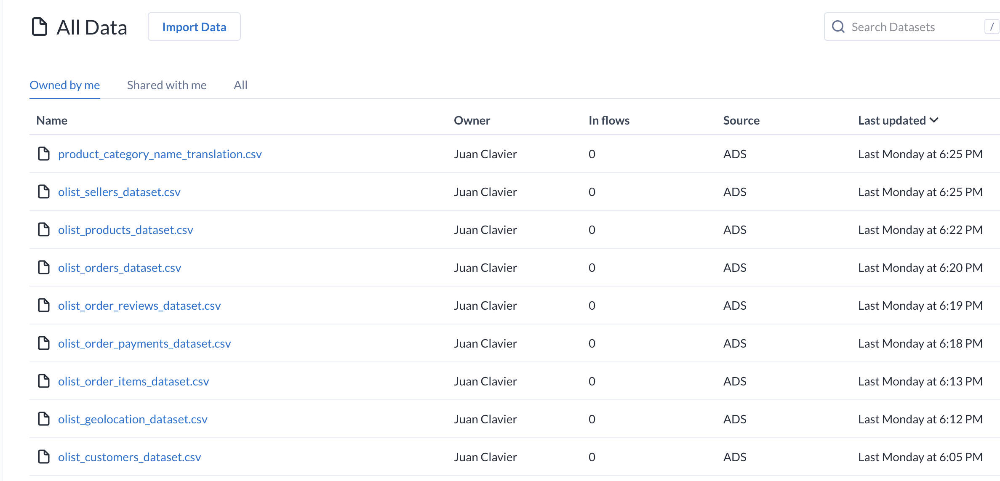 All Data
Import Data
Search Datasets /
Owned by me Shared with me All
Name Owner In flows Source Last updated
product_category_name_translation.csv Juan Clavier 0 ADS Last Monday at 6:25 PM
olist_sellers_dataset.csv Juan Clavier 0 ADS Last Monday at 6:25 PM
olist_products_dataset.csv Juan Clavier 0 ADS Last Monday at 6:22 PM
olist_orders_dataset.csv Juan Clavier 0 ADS Last Monday at 6:20 PM
olist_order_reviews_dataset.csv Juan Clavier 0 ADS Last Monday at 6:19 PM
olist_order_payments_dataset.csv Juan Clavier 0 ADS Last Monday at 6:18 PM
olist_order_items_dataset.csv Juan Clavier 0 ADS Last Monday at 6:13 PM
olist_geolocation_dataset.csv Juan Clavier 0 ADS Last Monday at 6:12 PM
olist_customers_dataset.csv Juan Clavier 0 ADS Last Monday at 6:05 PM